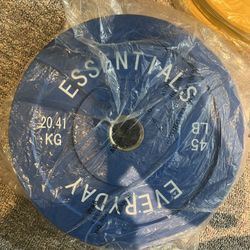 ESSENTIALS
20.41
KG
45
LB
EVERYDAY